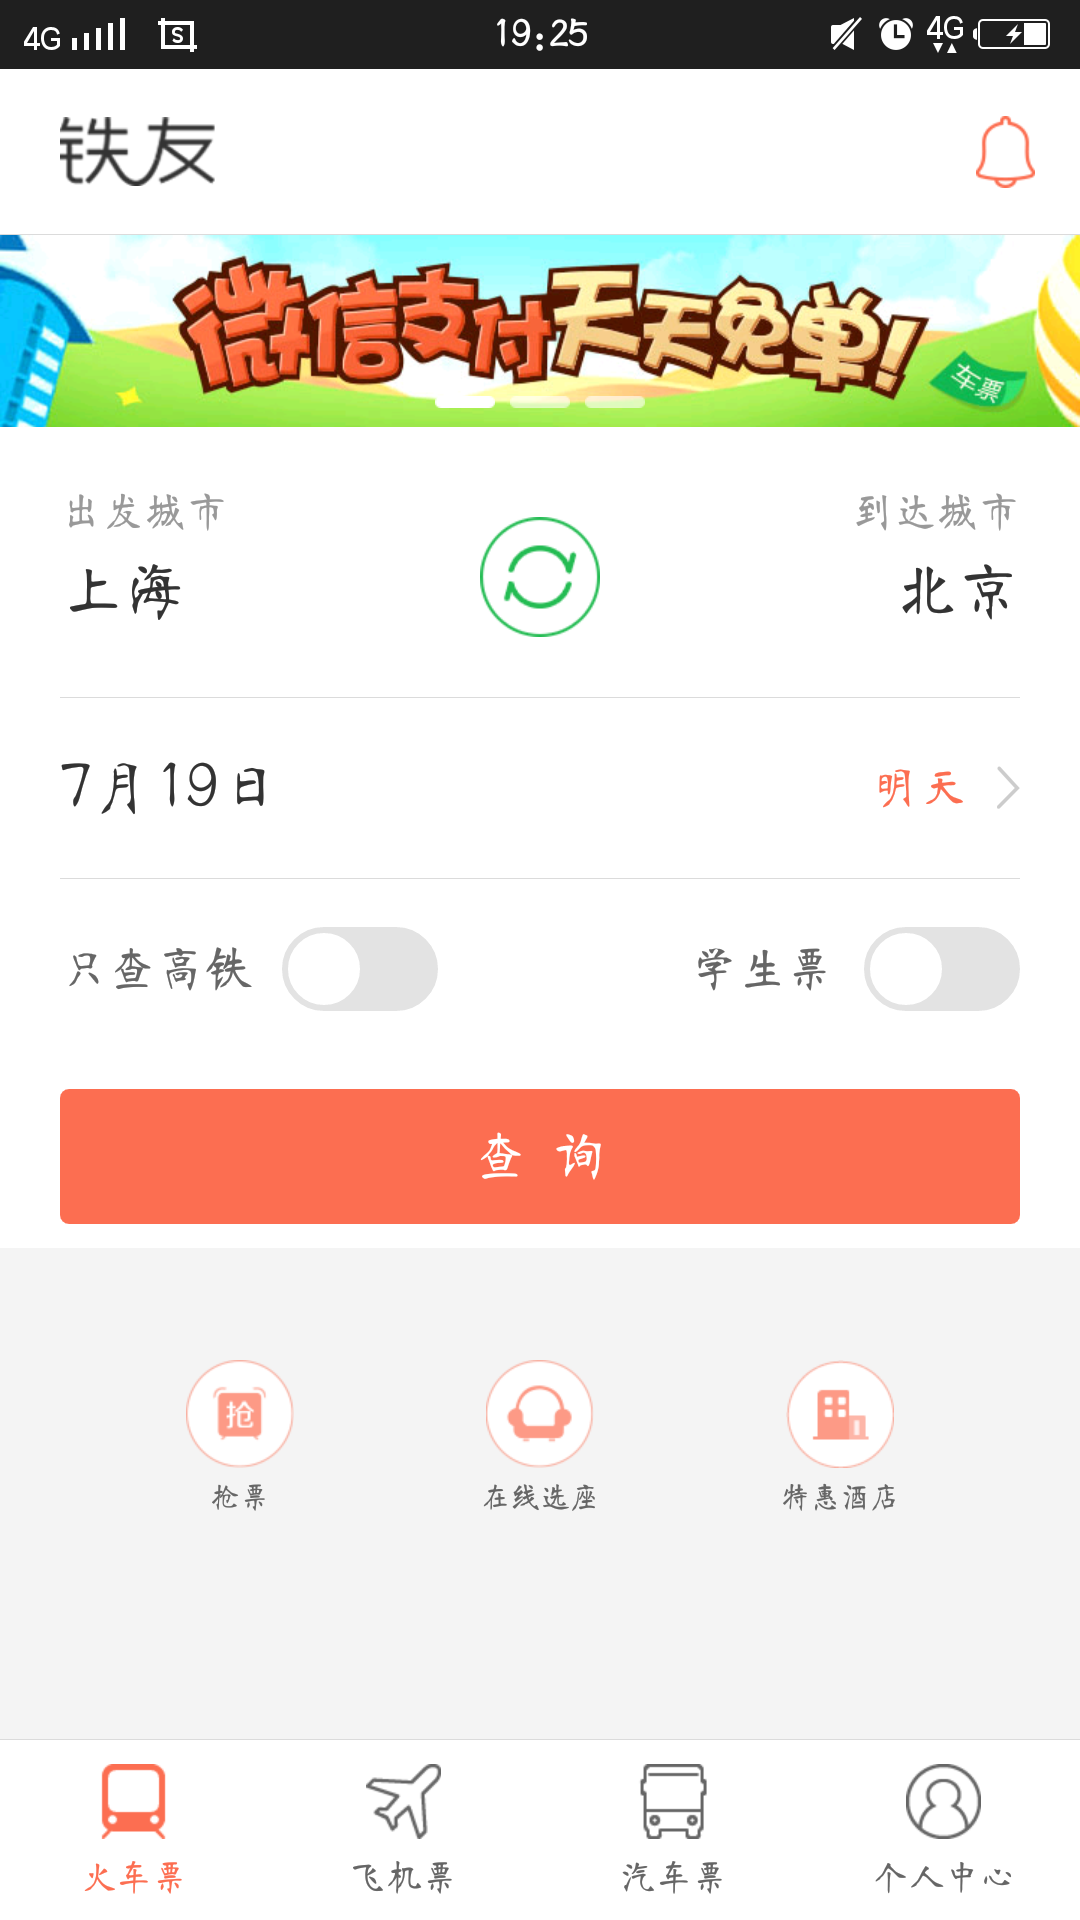 4G S 19:25 4G
铁友
微信支付天天免单!
车票
出发城市 到达城市
上海 北京
7月19日 明天
只查高铁 学生票
查 询
抢
抢票 在线选座 特惠酒店
火车票 飞机票 汽车票 个人中心